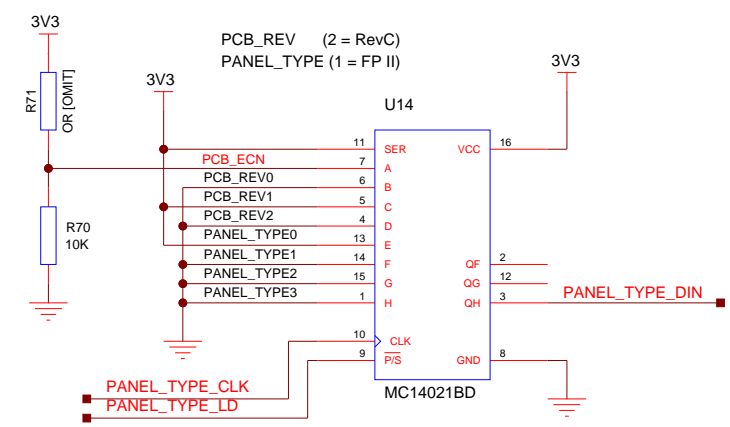 3V3
PCB_REV (2 = RevC)
PANEL_TYPE (1 = FP II)
3V3
3V3
R71
OR [OMIT]
U14
11 SER
VCC 16
PCB_ECN 7 A
PCB_REV0 6 B
PCB_REV1 5 C
PCB_REV2 4 D
R70
10K
PANEL_TYPE0 13 E
PANEL_TYPE1 14 F
QF 2
PANEL_TYPE2 15 G
QG 12
PANEL_TYPE3 1 H
QH 3 PANEL_TYPE_DIN
10 CLK
9 P/S
GND 8
PANEL_TYPE_CLK
MC14021BD
PANEL_TYPE_LD